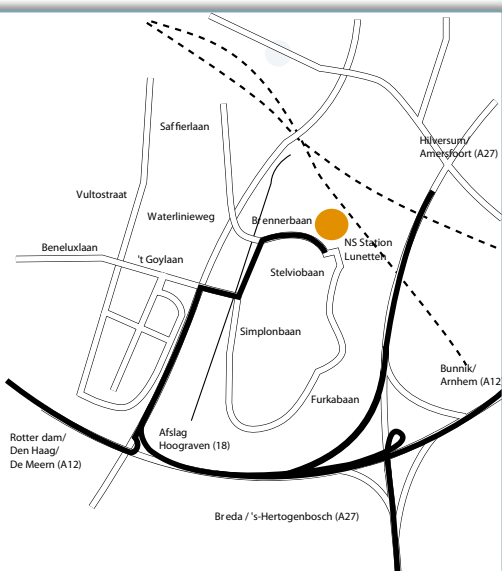 Saffierlaan
Hilversum/
Amersfoort (A27)
Vultostraat
Waterlinieweg
Brennerbaan
NS Station
Lunetten
Beneluxlaan
't Goylaan
Stelviobaan
Simplonbaan
Bunnik/
Arnhem (A12
Furkabaan
Rotter dam/
Den Haag/
De Meern (A12)
Afslag
Hoograven (18)
Breda / 's-Hertogenbosch (A27)